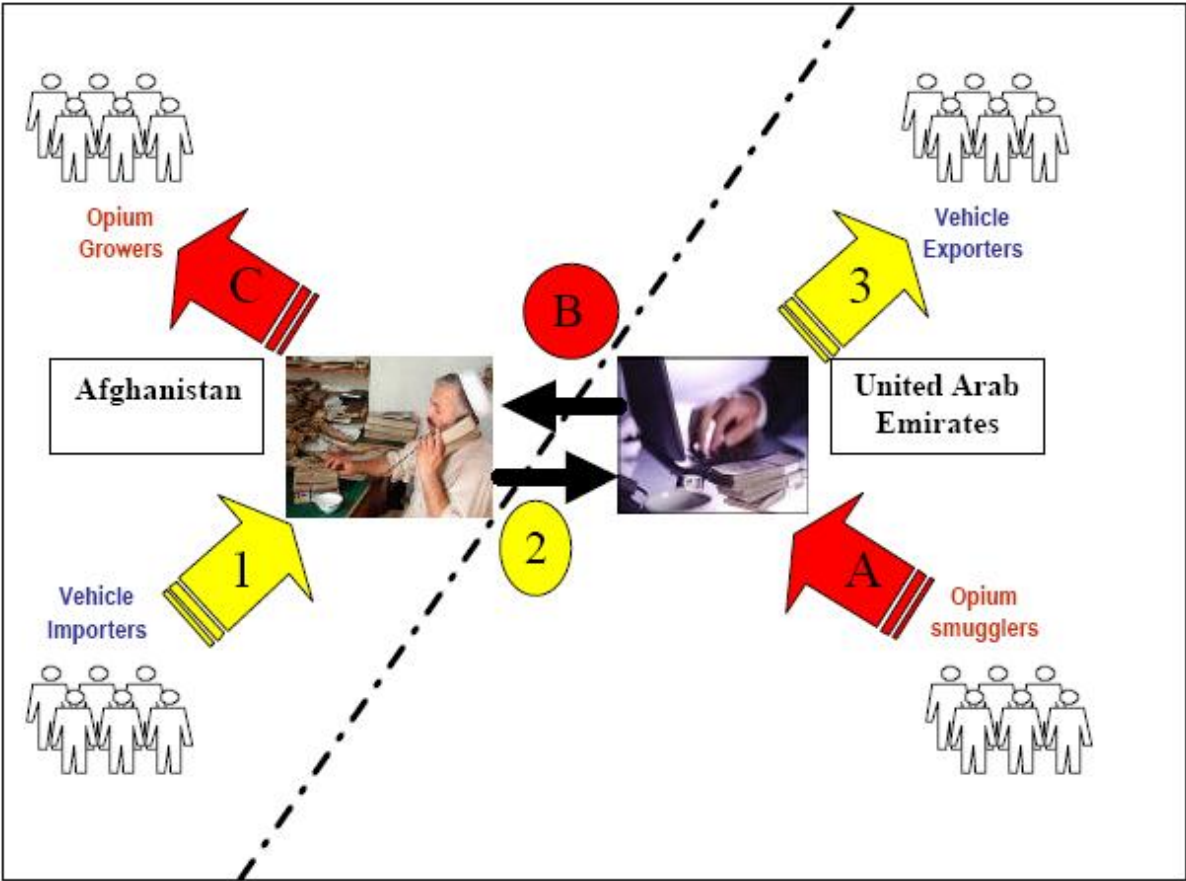 Opium
Growers
Vehicle
Exporters
C
B
3
Afghanistan
United Arab
Emirates
1
2
A
Vehicle
Importers
Opium
smugglers